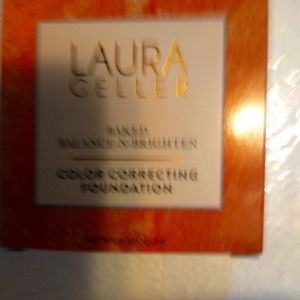 LAURA
GELLER
BAKED
BALANCE-N-BRIGHTEN
COLOR CORRECTING
FOUNDATION